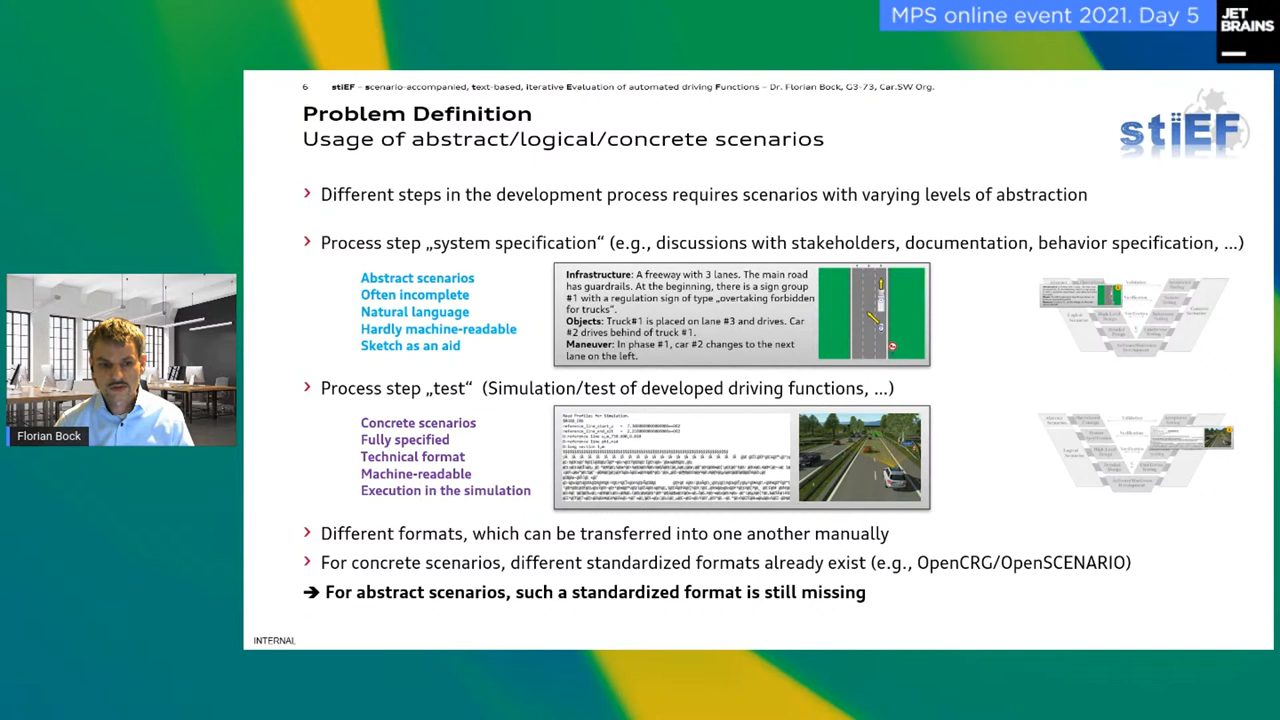 MPS online event 2021. Day 5
JET
BRAINS
6 stiEF – scenario-accompanied, text-based, iterative Evaluation of automated driving Functions – Dr. Florian Bock, G3-73, Car.SW Org.
Problem Definition
Usage of abstract/logical/concrete scenarios
stiEF
› Different steps in the development process requires scenarios with varying levels of abstraction
› Process step „system specification“ (e.g., discussions with stakeholders, documentation, behavior specification, ...)
Abstract scenarios
Often incomplete
Natural language
Hardly machine-readable
Sketch as an aid
Infrastructure: A freeway with 3 lanes. The main road
has guardrails. At the beginning, there is a sign group
#1 with a regulation sign of type „overtaking forbidden
for trucks“.
Objects: Truck#1 is placed on lane #3 and drives. Car
#2 drives behind of truck #1.
Maneuver: In phase #1, car #2 changes to the next
lane on the left.
› Process step „test“ (Simulation/test of developed driving functions, ...)
Concrete scenarios
Fully specified
Technical format
Machine-readable
Execution in the simulation
Read Profiles for Simulation.
› Different formats, which can be transferred into one another manually
› For concrete scenarios, different standardized formats already exist (e.g., OpenCRG/OpenSCENARIO)
➔ For abstract scenarios, such a standardized format is still missing
INTERNAL
Florian Bock